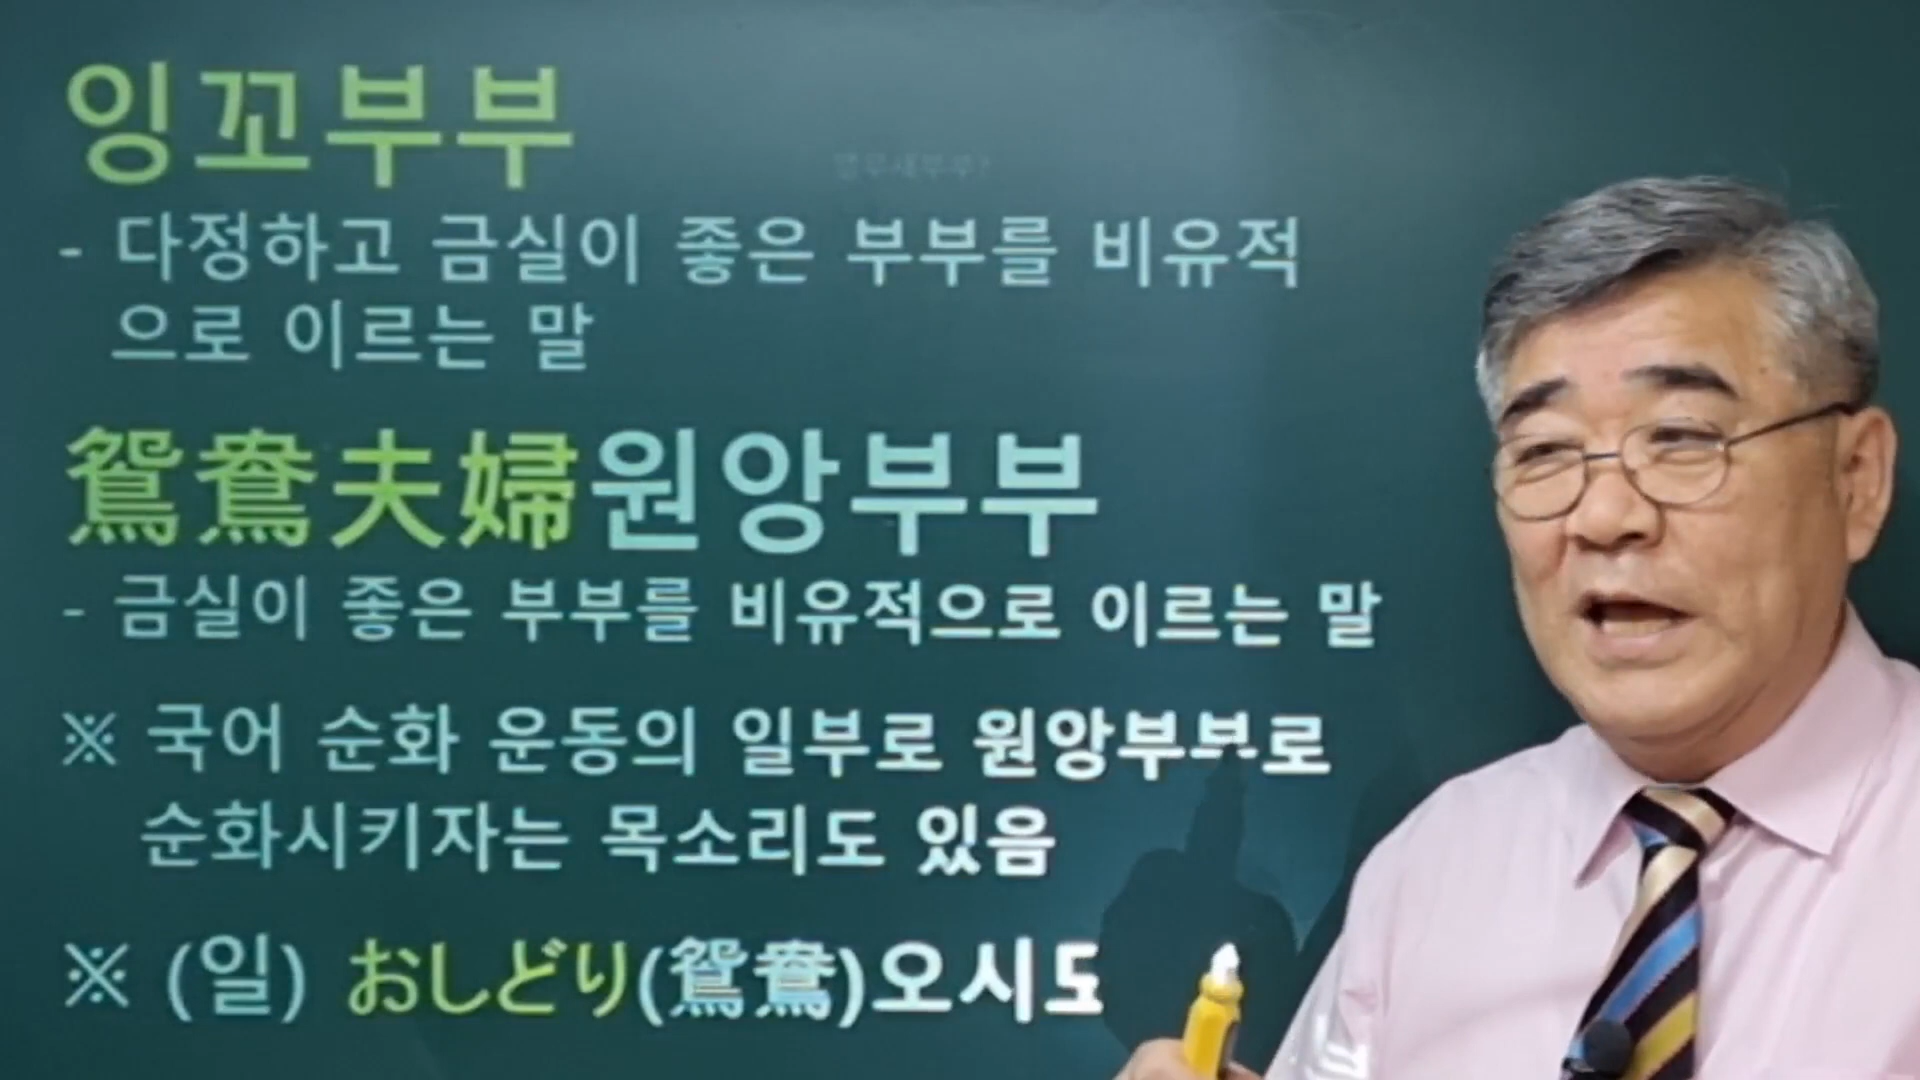 잉꼬부부
- 다정하고 금실이 좋은 부부를 비유적
으로 이르는 말
鴛鴦夫婦원앙부부
- 금실이 좋은 부부를 비유적으로 이르는 말
※ 국어 순화 운동의 일부로 원앙부부로
순화시키자는 목소리도 있음
※ (일) おしどり(鴛鴦)오시도